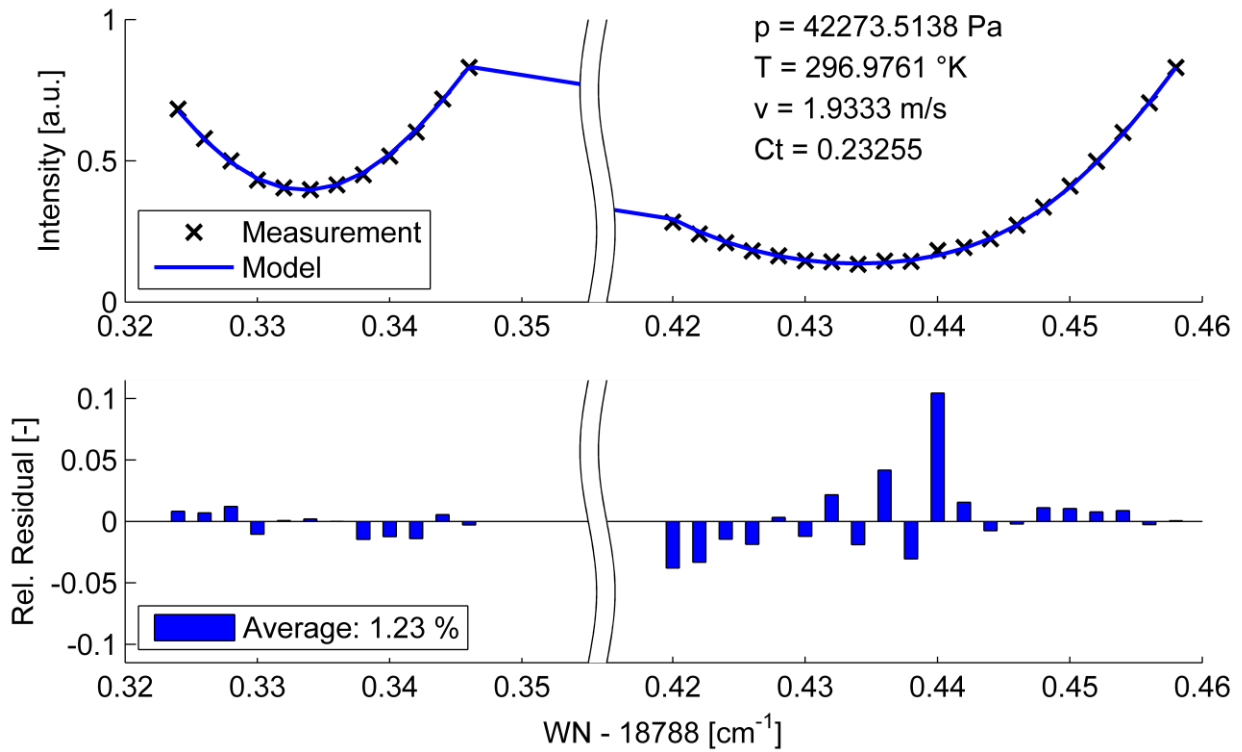 p = 42273.5138 Pa
T = 296.9761 °K
v = 1.9333 m/s
Ct = 0.23255
Intensity [a.u.]
1
0.5
0
Measurement
Model
0.32 0.33 0.34 0.35 0.42 0.43 0.44 0.45 0.46
Rel. Residual [-]
0.1
0.05
0
-0.05
-0.1
Average: 1.23 %
0.32 0.33 0.34 0.35 0.42 0.43 0.44 0.45 0.46
WN - 18788 [cm⁻¹]